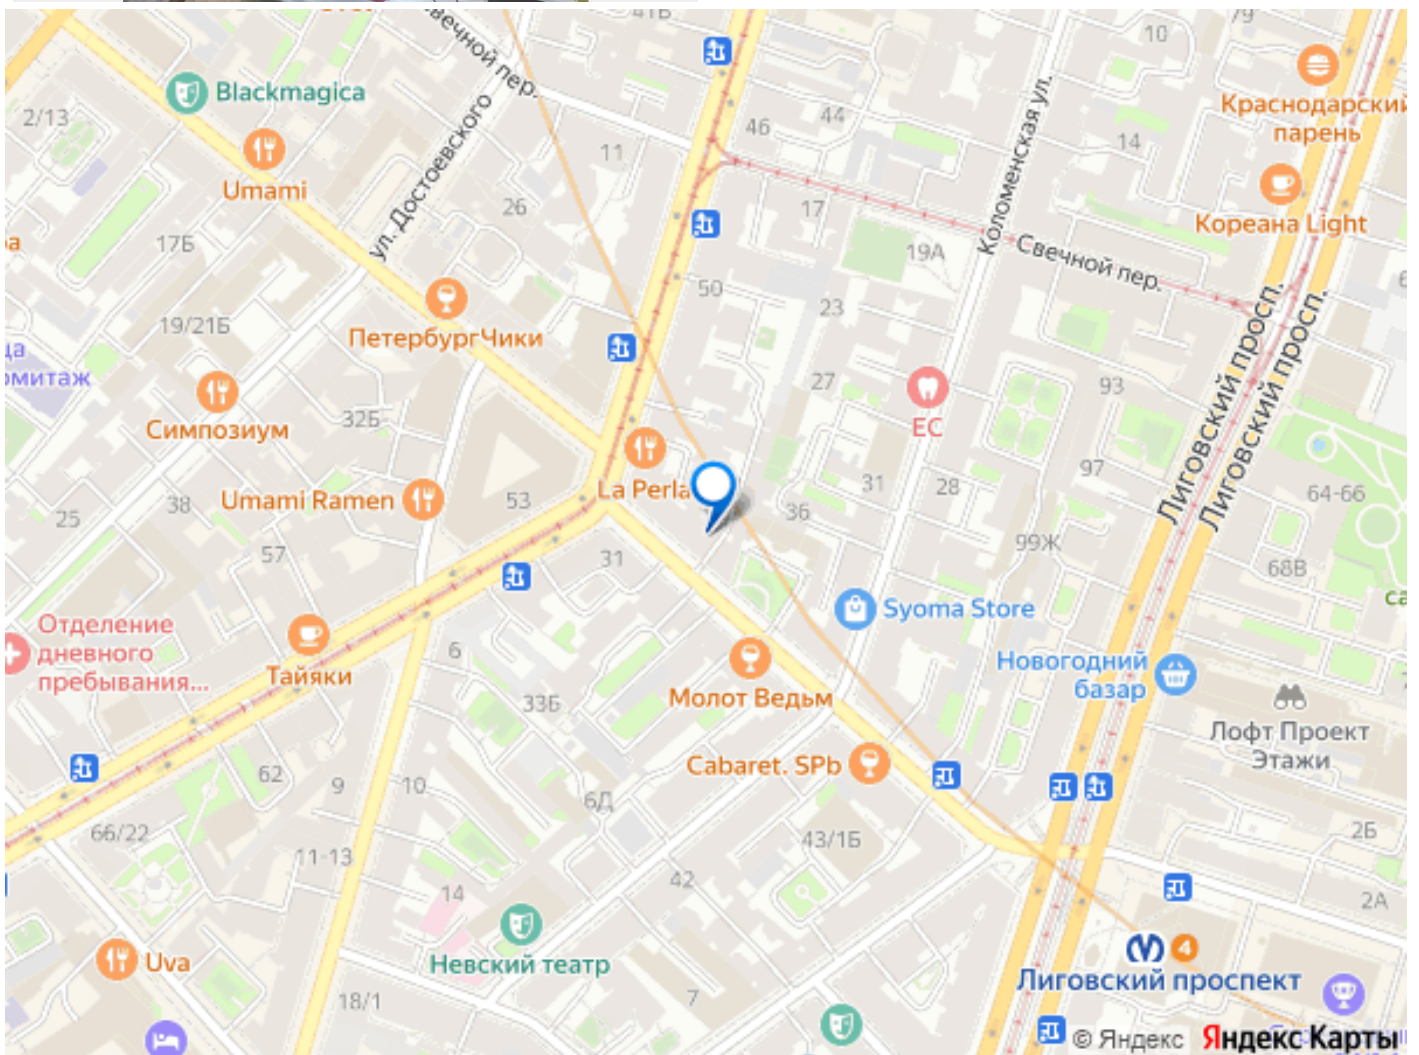 41Б
79
10
Свечной пер.
Blackmagica
2/13
Краснодарский
парень
44
46
14
11
Umami
ул. Достоевского
Коломенская ул.
26
17
Кореана Light
17Б
19А
Свечной пер.
50
23
19/21Б
ПетербургЧики
Лиговский просп.
Лиговский просп.
омитаж
27
93
32Б
Симпозиум
ЕС
La Perla
97
31
28
64-66
Umami Ramen
53
38
25
36
57
31
99Ж
68В
Syoma Store
Отделение
дневного
пребывания...
6
Тайяки
Новогодний
базар
33Б
Молот Ведьм
Лофт Проект
Этажи
Cabaret. SPb
62
9
10
6Д
66/22
43/1Б
2Б
11-13
42
14
2А
Невский театр
Uva
4
Лиговский проспект
18/1
7
© Яндекс Яндекс Карты